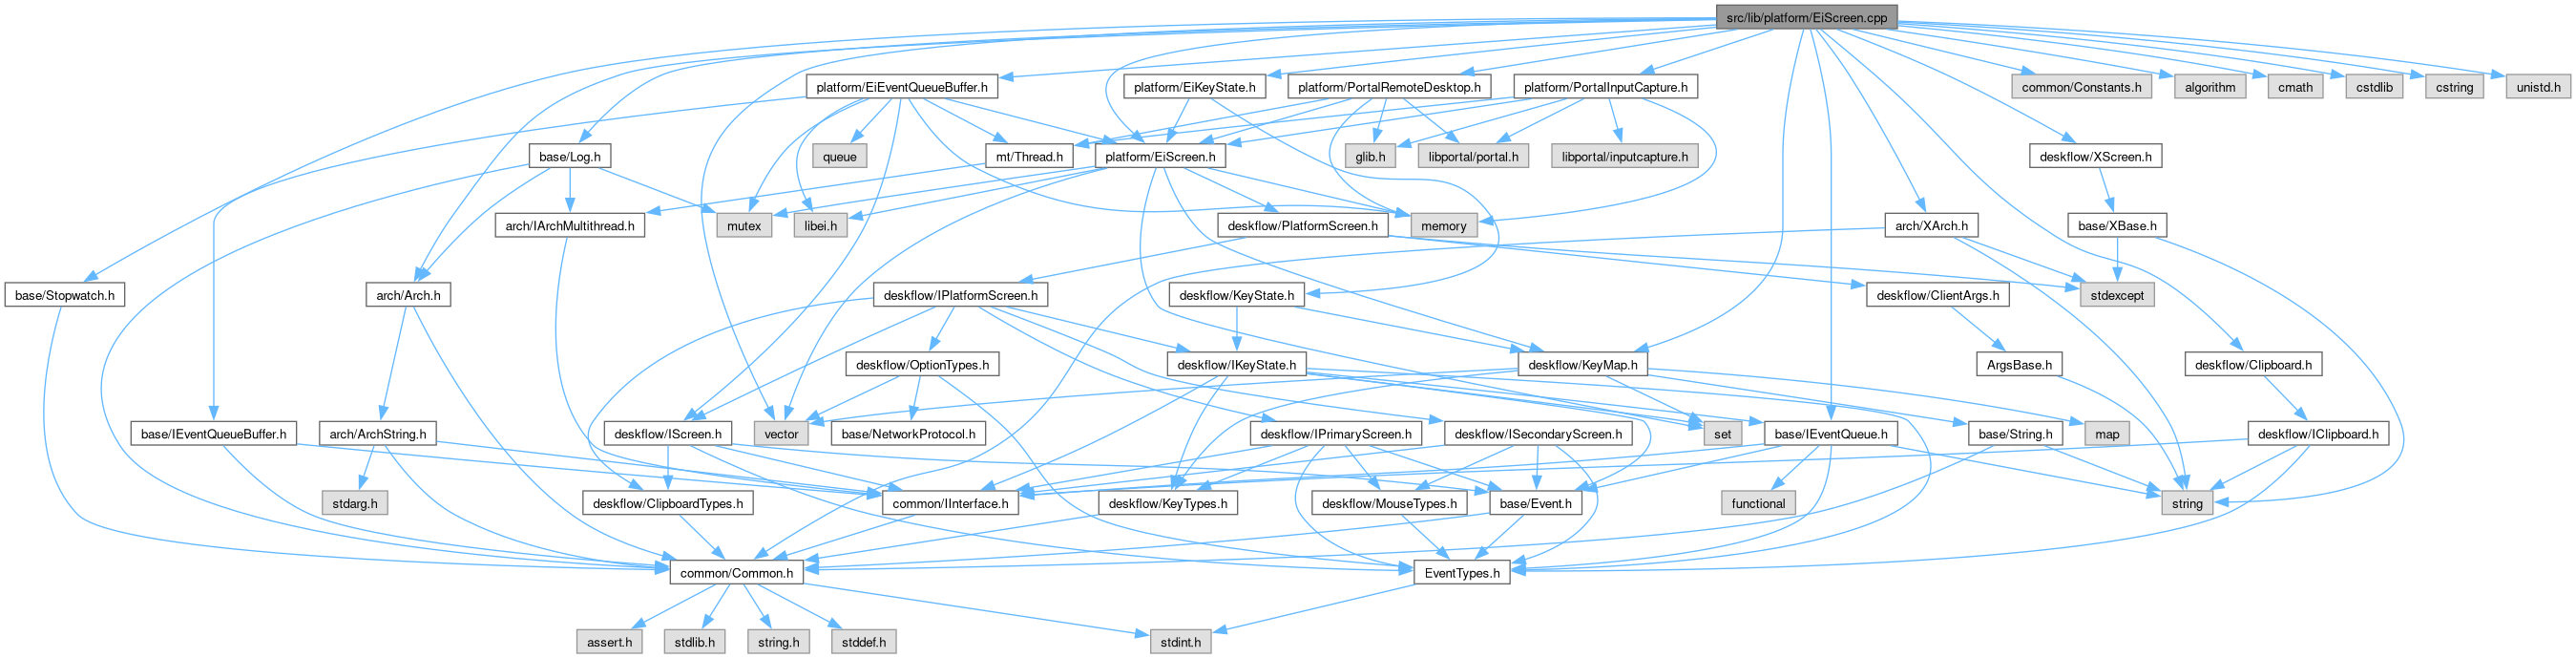 src/lib/platform/EiScreen.cpp
platform/EiEventQueueBuffer.h
platform/EiKeyState.h
platform/PortalRemoteDesktop.h
platform/PortalInputCapture.h
common/Constants.h
algorithm
cmath
cstdlib
cstring
unistd.h
base/Log.h
queue
mt/Thread.h
platform/EiScreen.h
glib.h
libportal/portal.h
libportal/inputcapture.h
deskflow/XScreen.h
arch/IArchMultithread.h
mutex
libei.h
deskflow/PlatformScreen.h
memory
arch/XArch.h
base/XBase.h
base/Stopwatch.h
arch/Arch.h
deskflow/IPlatformScreen.h
deskflow/KeyState.h
deskflow/ClientArgs.h
stdexcept
deskflow/OptionTypes.h
deskflow/IKeyState.h
deskflow/KeyMap.h
ArgsBase.h
deskflow/Clipboard.h
base/IEventQueueBuffer.h
arch/ArchString.h
deskflow/IScreen.h
vector
base/NetworkProtocol.h
deskflow/IPrimaryScreen.h
deskflow/ISecondaryScreen.h
set
base/IEventQueue.h
base/String.h
map
deskflow/IClipboard.h
stdarg.h
deskflow/ClipboardTypes.h
common/IInterface.h
deskflow/KeyTypes.h
deskflow/MouseTypes.h
base/Event.h
functional
string
common/Common.h
EventTypes.h
assert.h
stdlib.h
string.h
stddef.h
stdint.h